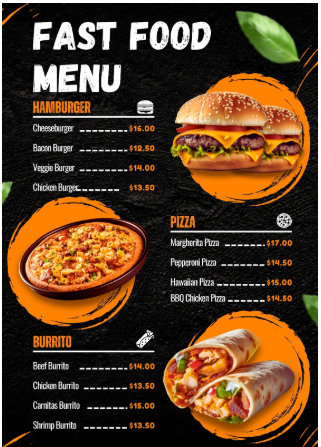 FAST FOOD
MENU
HAMBURGER
Cheeseburger ------- $16.00
Bacon Burger ------- $12.50
Veggie Burger ------- $14.00
Chicken Burger------- $13.50
PIZZA
Margherita Pizza ------- $17.00
Pepperoni Pizza ------- $14.50
Hawaiian Pizza ------- $15.00
BBQ Chicken Pizza ------- $14.50
BURRITO
Beef Burrito ------- $14.00
Chicken Burrito ------- $13.50
Carnitas Burrito ------- $15.00
Shrimp Burrito ------- $13.50